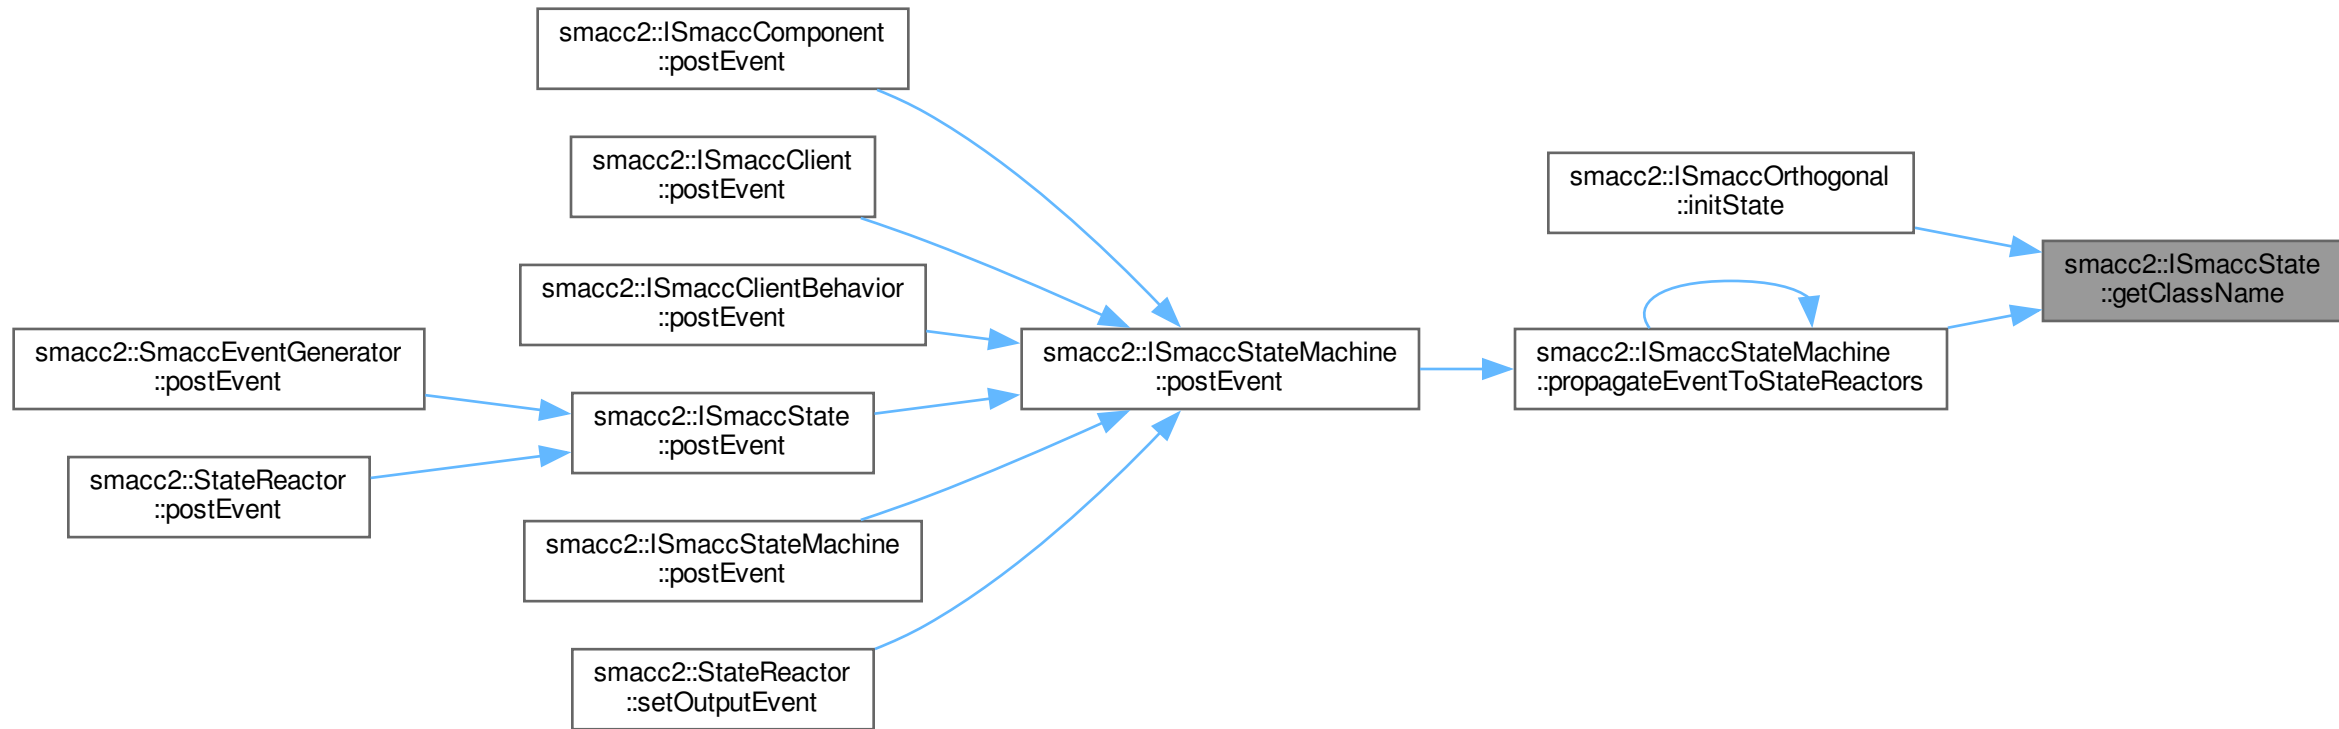 smacc2::ISmaccComponent
::postEvent
smacc2::ISmaccClient
::postEvent
smacc2::ISmaccClientBehavior
::postEvent
smacc2::SmaccEventGenerator
::postEvent
smacc2::ISmaccState
::postEvent
smacc2::StateReactor
::postEvent
smacc2::ISmaccStateMachine
::postEvent
smacc2::StateReactor
::setOutputEvent
smacc2::ISmaccStateMachine
::postEvent
smacc2::ISmaccOrthogonal
::initState
smacc2::ISmaccStateMachine
::propagateEventToStateReactors
smacc2::ISmaccState
::getClassName